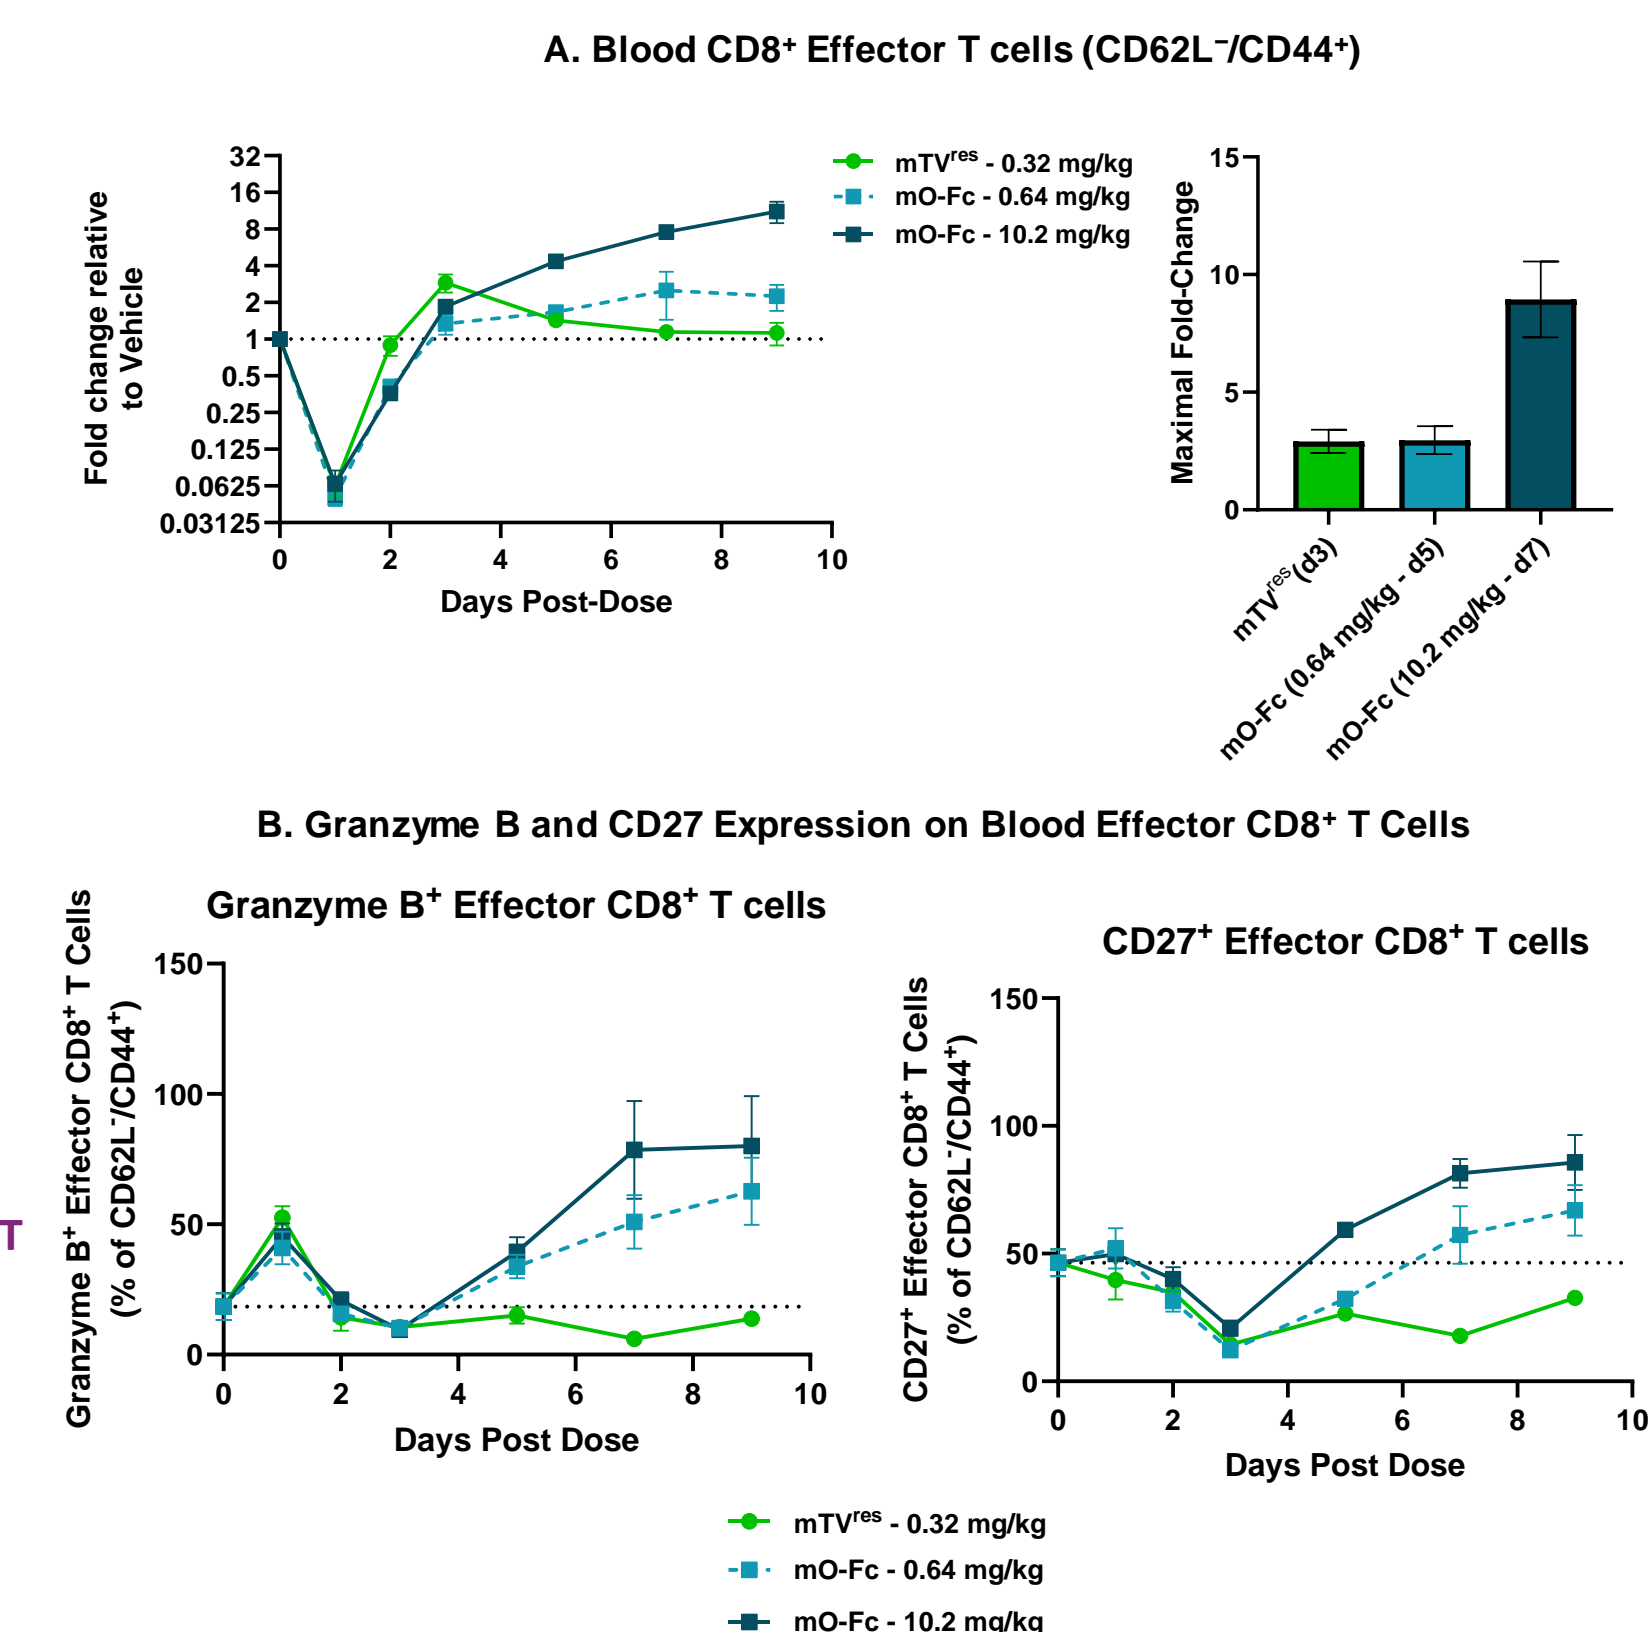 A. Blood CD8⁺ Effector T cells (CD62L⁻/CD44⁺)
Fold change relative
to Vehicle
32
16
8
4
2
1
0.5
0.25
0.125
0.0625
0.03125
0 2 4 6 8 10
Days Post-Dose
mTVʳᵉˢ - 0.32 mg/kg
mO-Fc - 0.64 mg/kg
mO-Fc - 10.2 mg/kg
Maximal Fold-Change
15
10
5
0
mTVʳᵉˢ(d3)
mO-Fc (0.64 mg/kg - d5)
mO-Fc (10.2 mg/kg - d7)
B. Granzyme B and CD27 Expression on Blood Effector CD8⁺ T Cells
Granzyme B⁺ Effector CD8⁺ T cells
Granzyme B⁺ Effector CD8⁺ T Cells
(% of CD62L⁻/CD44⁺)
150
100
50
0
0 2 4 6 8 10
Days Post Dose
T
CD27⁺ Effector CD8⁺ T cells
CD27⁺ Effector CD8⁺ T Cells
(% of CD62L⁻/CD44⁺)
150
100
50
0
0 2 4 6 8 10
Days Post Dose
mTVʳᵉˢ - 0.32 mg/kg
mO-Fc - 0.64 mg/kg
mO-Fc - 10.2 mg/kg